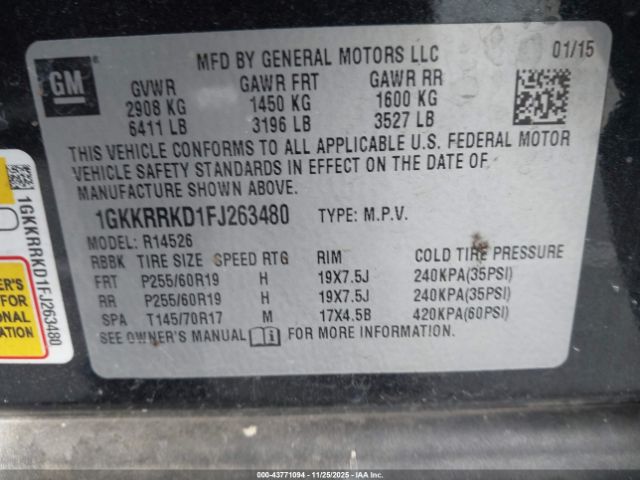 MFD BY GENERAL MOTORS LLC 01/15
GM
GVWR GAWR FRT GAWR RR
2908 KG 1450 KG 1600 KG
6411 LB 3196 LB 3527 LB
THIS VEHICLE CONFORMS TO ALL APPLICABLE U.S. FEDERAL MOTOR
VEHICLE SAFETY STANDARDS IN EFFECT ON THE DATE OF
MANUFACTURE SHOWN ABOVE.
1GKKRRKD1FJ263480 TYPE: M.P.V.
MODEL: R14526
RBBK TIRE SIZE SPEED RTG RIM COLD TIRE PRESSURE
FRT P255/60R19 H 19X7.5J 240KPA(35PSI)
RR P255/60R19 H 19X7.5J 240KPA(35PSI)
SPA T145/70R17 M 17X4.5B 420KPA(60PSI)
SEE OWNER'S MANUAL FOR MORE INFORMATION.
1GKKRRKD1FJ263480
FOR
ONAL
000-43771094 - 11/25/2025 - IAAI.COM